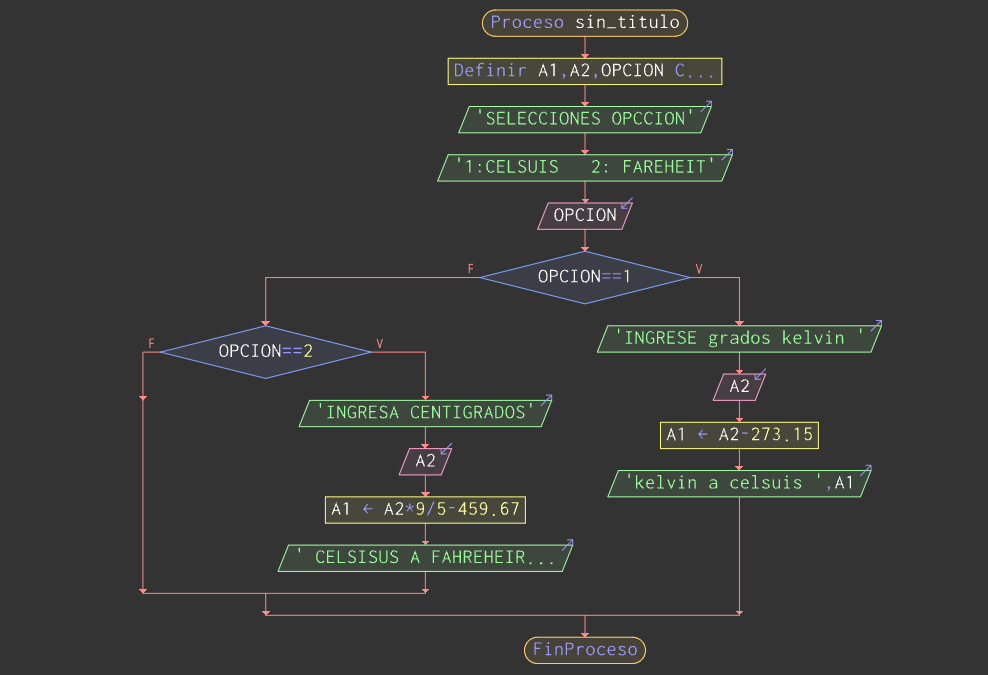 Proceso sin_titulo
Definir A1,A2,OPCION C...
'SELECCIONES OPCCION'
'1:CELSUIS   2: FAREHEIT'
OPCION
F
OPCION==1
V
F
OPCION==2
V
'INGRESA CENTIGRADOS'
A2
A1 ← A2*9/5-459.67
' CELSISUS A FAHREHEIR...
'INGRESE grados kelvin '
A2
A1 ← A2-273.15
'kelvin a celsuis ',A1
FinProceso